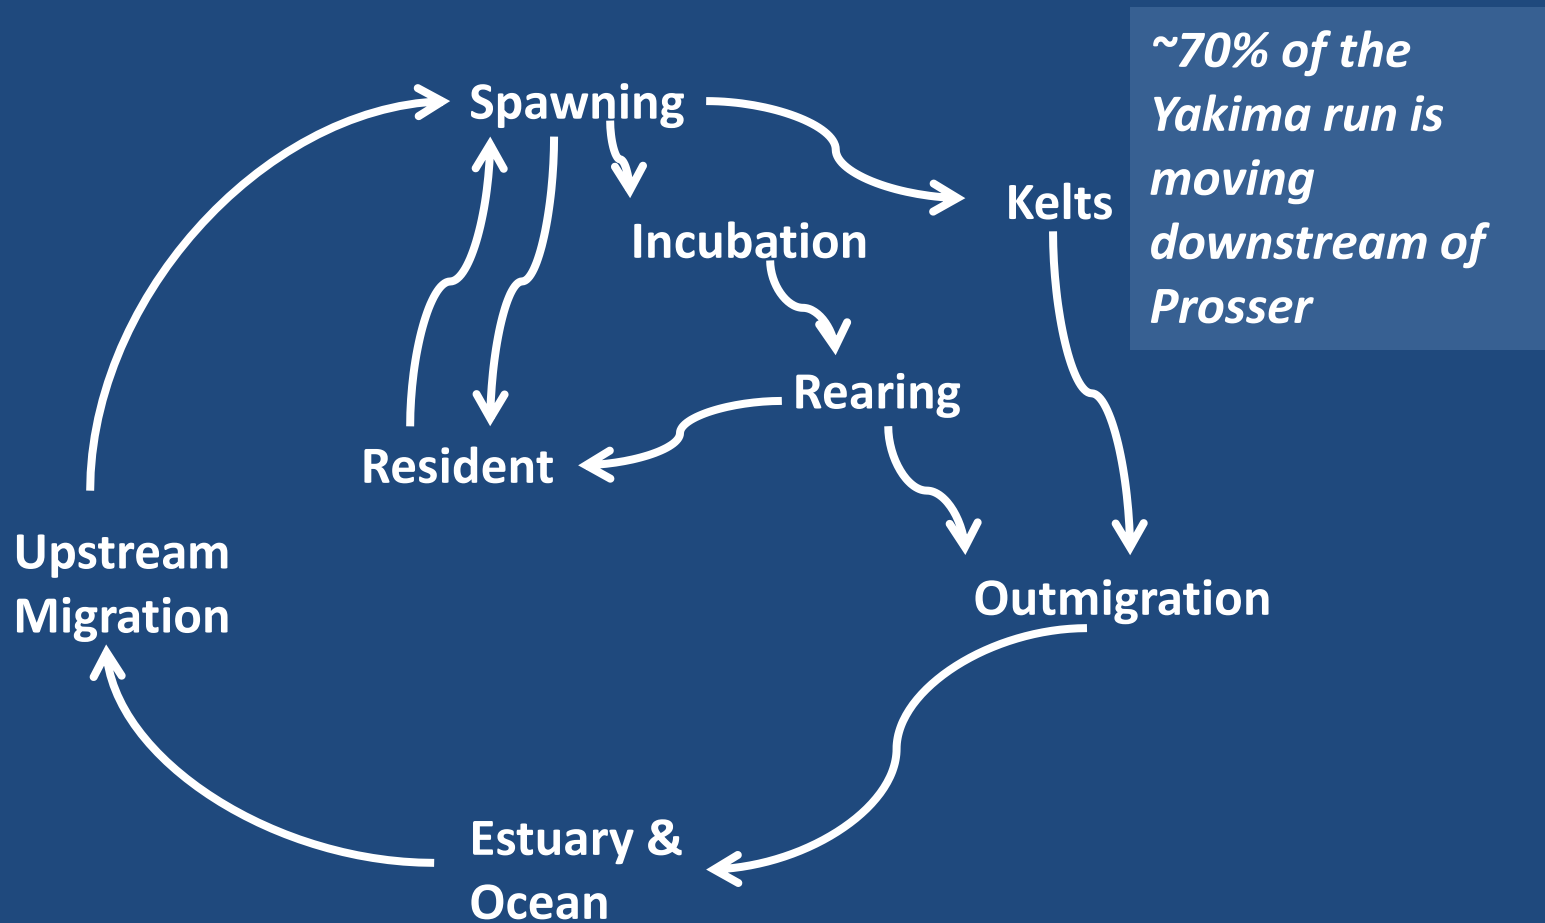 ~70% of the
Yakima run is
moving
downstream of
Prosser
Spawning
Kelts
Incubation
Rearing
Resident
Upstream
Migration
Outmigration
Estuary &
Ocean